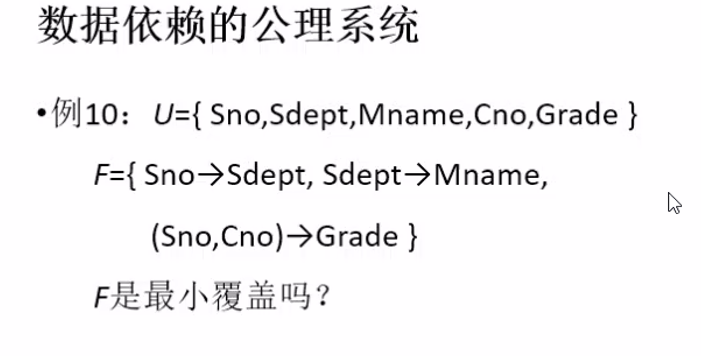 数据依赖的公理系统
•例10： U={ Sno,Sdept,Mname,Cno,Grade }
F={ Sno→Sdept, Sdept→Mname,
(Sno,Cno)→Grade }
F是最小覆盖吗？